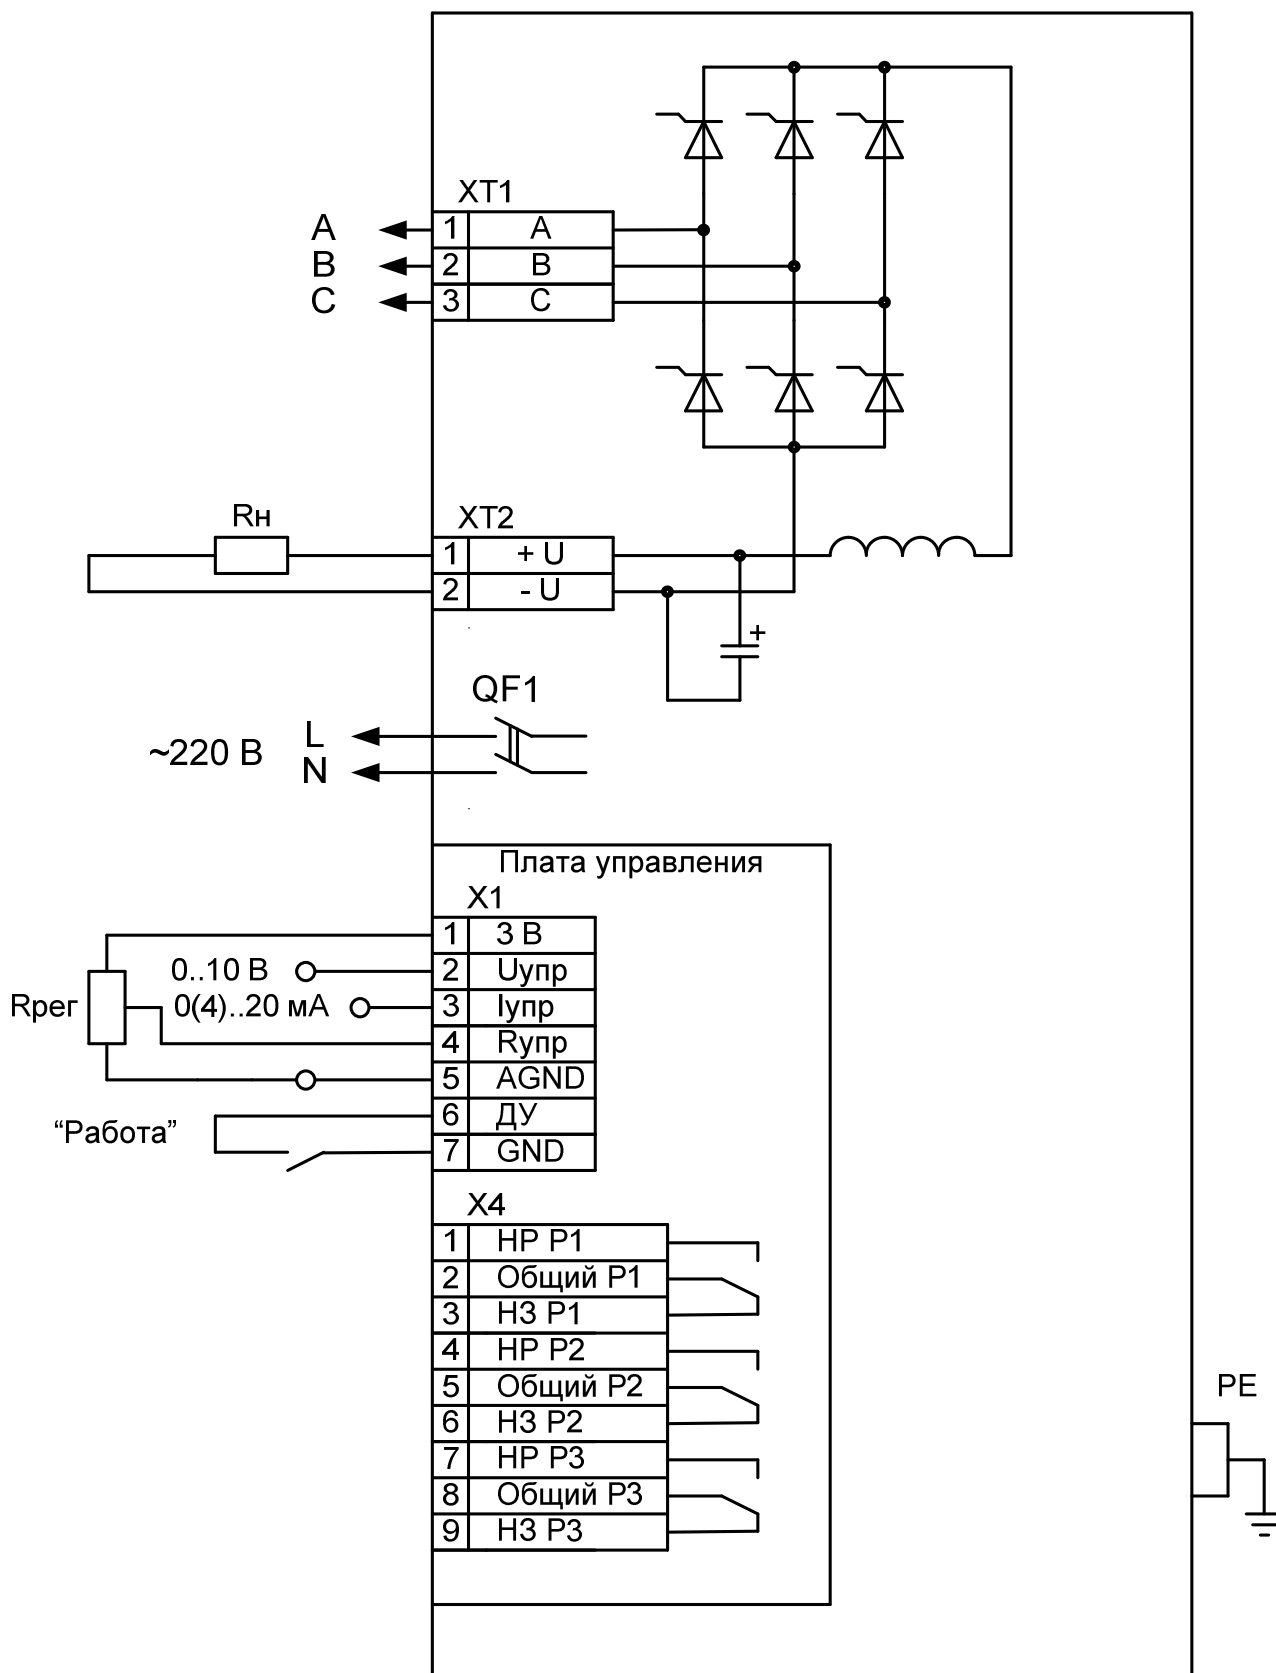 XT1
A 1 A
B 2 B
C 3 C
Rн
XT2
1 + U
2 - U
+
QF1
~220 В
L
N
Плата управления
X1
1 3 В
0..10 В 2 Uупр
Rрег 0(4)..20 мА 3 Iупр
4 Rупр
5 AGND
6 ДУ
“Работа”
7 GND
X4
1 НР Р1
2 Общий Р1
3 НЗ Р1
4 НР Р2
5 Общий Р2
6 НЗ Р2
7 НР Р3
8 Общий Р3
9 НЗ Р3
PE